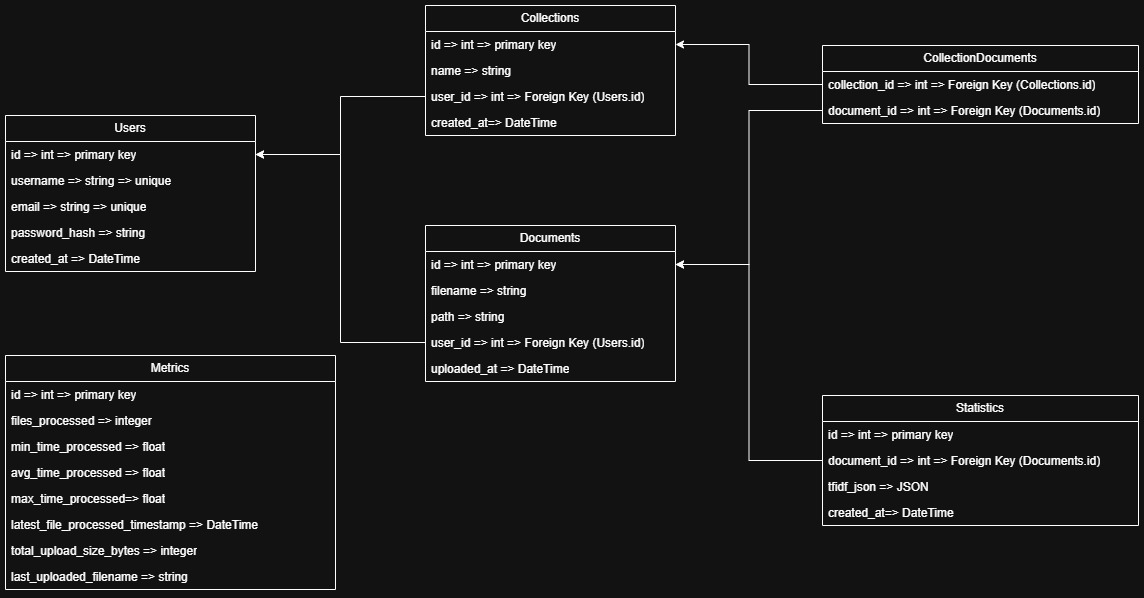 Collections
id => int => primary key
name => string
user_id => int => Foreign Key (Users.id)
created_at=> DateTime
CollectionDocuments
collection_id => int => Foreign Key (Collections.id)
document_id => int => Foreign Key (Documents.id)
Users
id => int => primary key
username => string => unique
email => string => unique
password_hash => string
created_at => DateTime
Documents
id => int => primary key
filename => string
path => string
user_id => int => Foreign Key (Users.id)
uploaded_at => DateTime
Metrics
id => int => primary key
files_processed => integer
min_time_processed => float
avg_time_processed => float
max_time_processed=> float
latest_file_processed_timestamp => DateTime
total_upload_size_bytes => integer
last_uploaded_filename => string
Statistics
id => int => primary key
document_id => int => Foreign Key (Documents.id)
tfidf_json => JSON
created_at=> DateTime